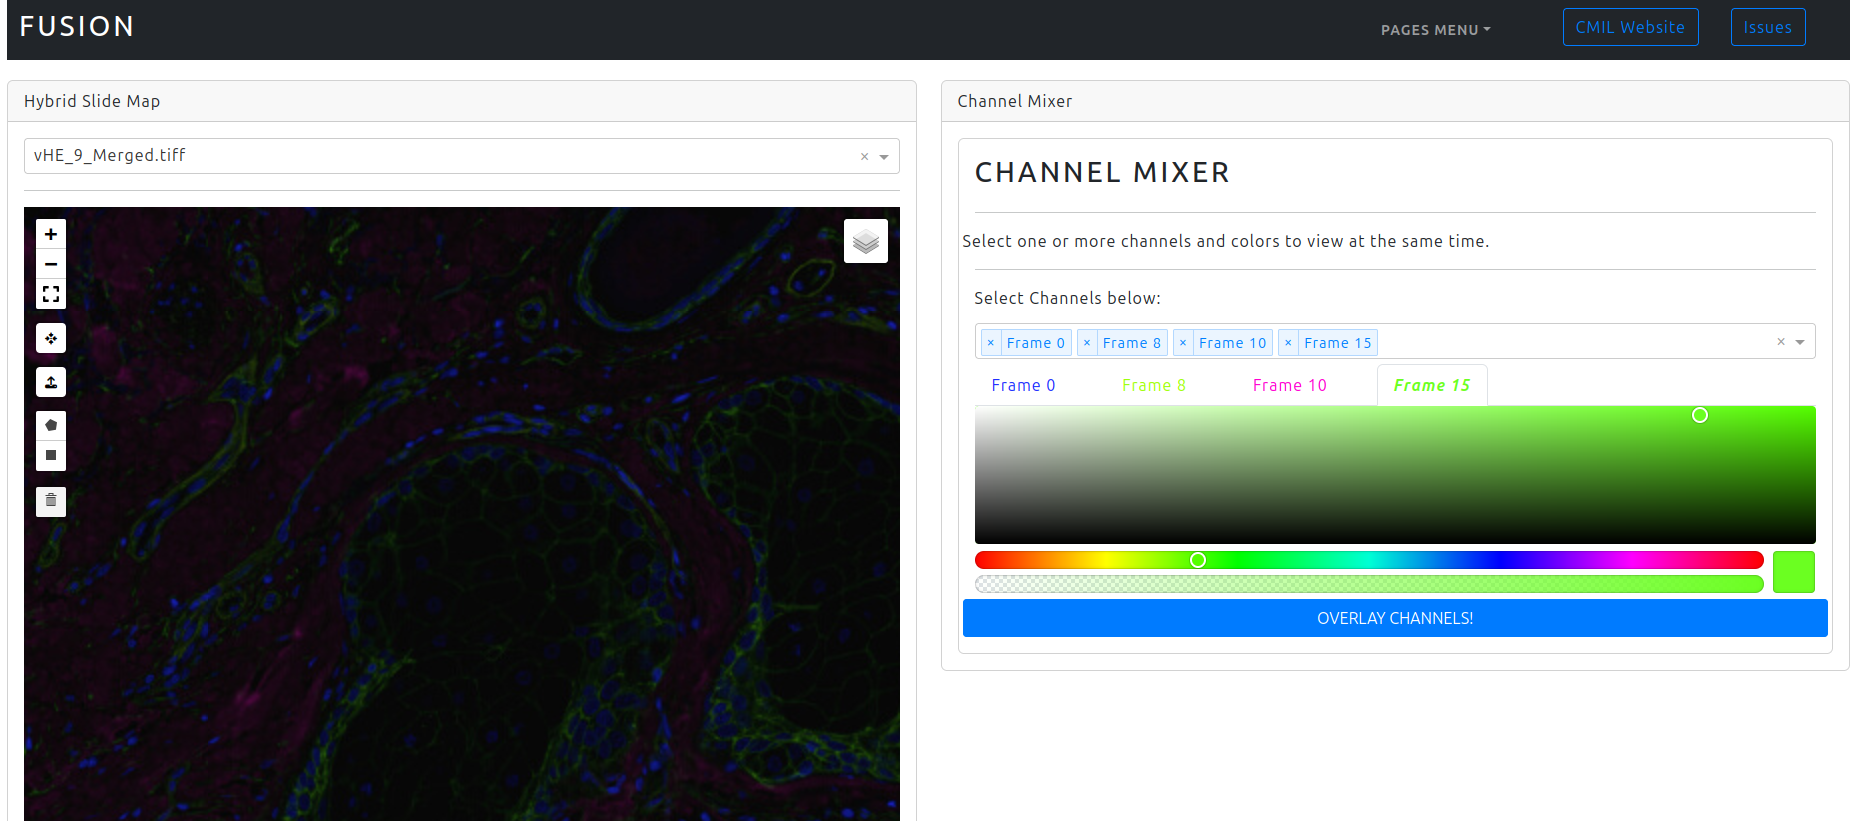 FUSION
PAGES MENU
CMIL Website
Issues
Hybrid Slide Map
vHE_9_Merged.tiff
Channel Mixer
CHANNEL MIXER
Select one or more channels and colors to view at the same time.
Select Channels below:
× Frame 0 × Frame 8 × Frame 10 × Frame 15
Frame 0 Frame 8 Frame 10 Frame 15
OVERLAY CHANNELS!